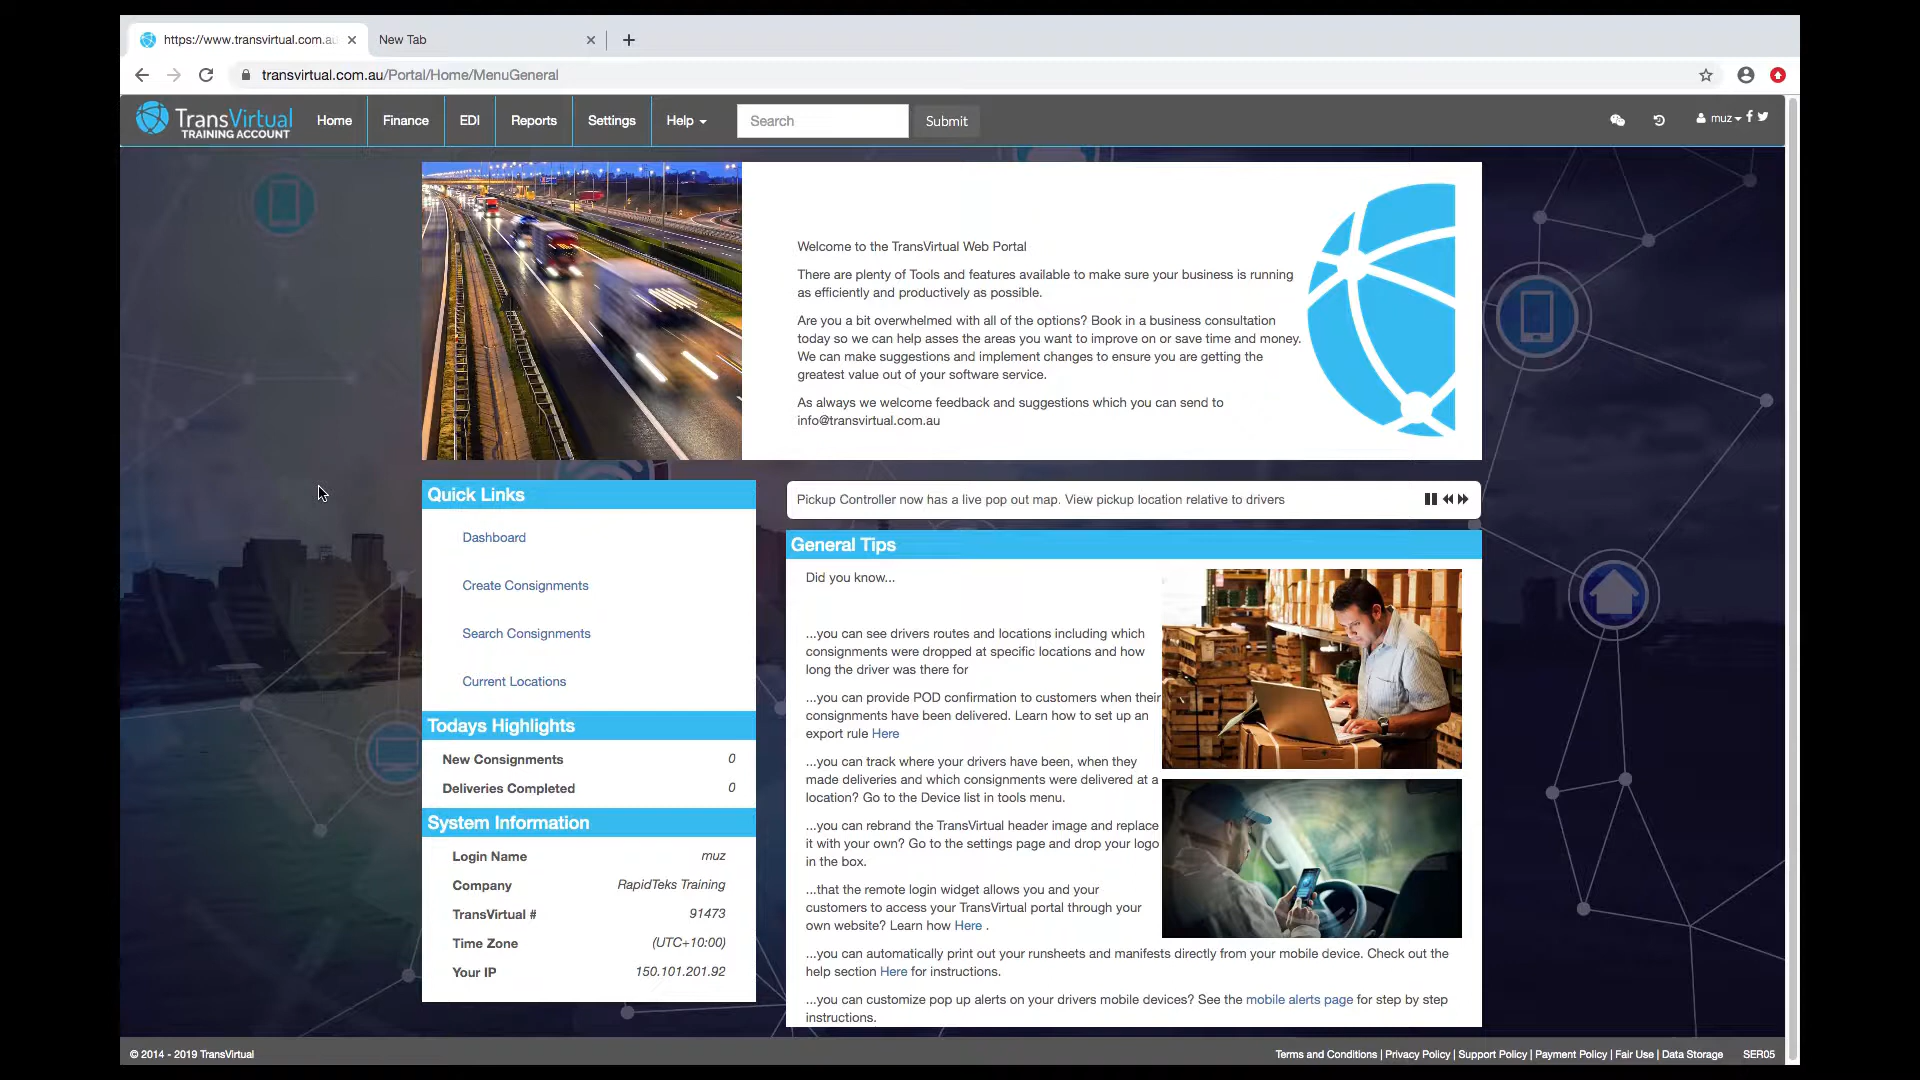 https://www.transvirtual.com.au
New Tab
transvirtual.com.au/Portal/Home/MenuGeneral
TransVirtual
TRAINING ACCOUNT
Home
Finance
EDI
Reports
Settings
Help
Search
Submit
muz
Welcome to the TransVirtual Web Portal
There are plenty of Tools and features available to make sure your business is running
as efficiently and productively as possible.
Are you a bit overwhelmed with all of the options? Book in a business consultation
today so we can help asses the areas you want to improve on or save time and money.
We can make suggestions and implement changes to ensure you are getting the
greatest value out of your software service.
As always we welcome feedback and suggestions which you can send to
info@transvirtual.com.au
Quick Links
Dashboard
Create Consignments
Search Consignments
Current Locations
Todays Highlights
New Consignments 0
Deliveries Completed 0
System Information
Login Name muz
Company RapidTeks Training
TransVirtual # 91473
Time Zone (UTC+10:00)
Your IP 150.101.201.92
Pickup Controller now has a live pop out map. View pickup location relative to drivers
General Tips
Did you know...
...you can see drivers routes and locations including which
consignments were dropped at specific locations and how
long the driver was there for
...you can provide POD confirmation to customers when their
consignments have been delivered. Learn how to set up an
export rule Here
...you can track where your drivers have been, when they
made deliveries and which consignments were delivered at a
location? Go to the Device list in tools menu.
...you can rebrand the TransVirtual header image and replace
it with your own? Go to the settings page and drop your logo
in the box.
...that the remote login widget allows you and your
customers to access your TransVirtual portal through your
own website? Learn how Here .
...you can automatically print out your runsheets and manifests directly from your mobile device. Check out the
help section Here for instructions.
...you can customize pop up alerts on your drivers mobile devices? See the mobile alerts page for step by step
instructions.
© 2014 - 2019 TransVirtual
Terms and Conditions | Privacy Policy | Support Policy | Payment Policy | Fair Use | Data Storage
SER05